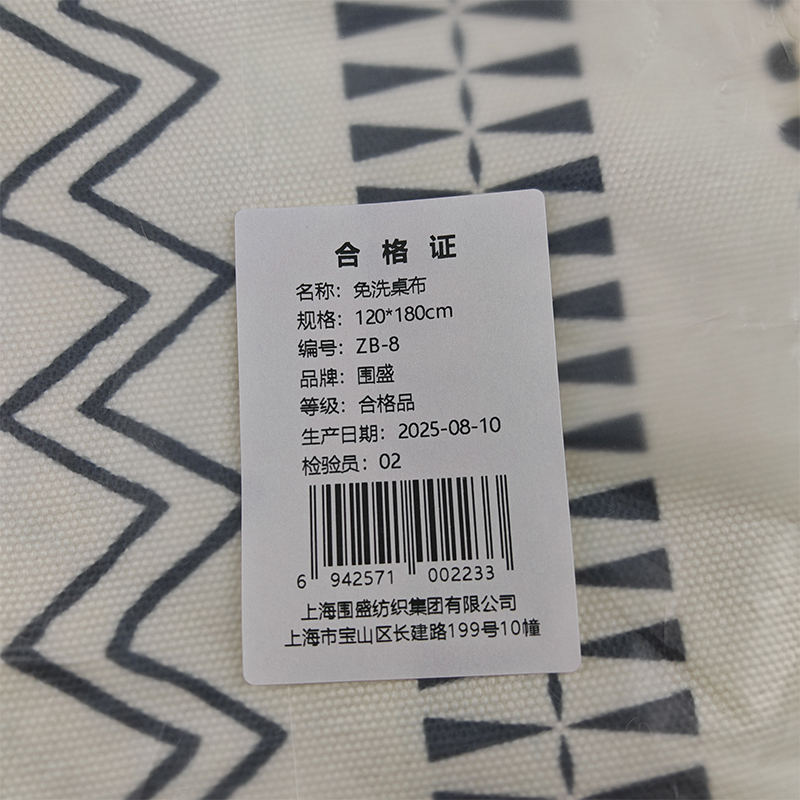 合格证
名称：免洗桌布
规格：120*180cm
编号：ZB-8
品牌：围盛
等级：合格品
生产日期：2025-08-10
检验员：02
6 942571 002233
上海围盛纺织集团有限公司
上海市宝山区长建路199号10幢